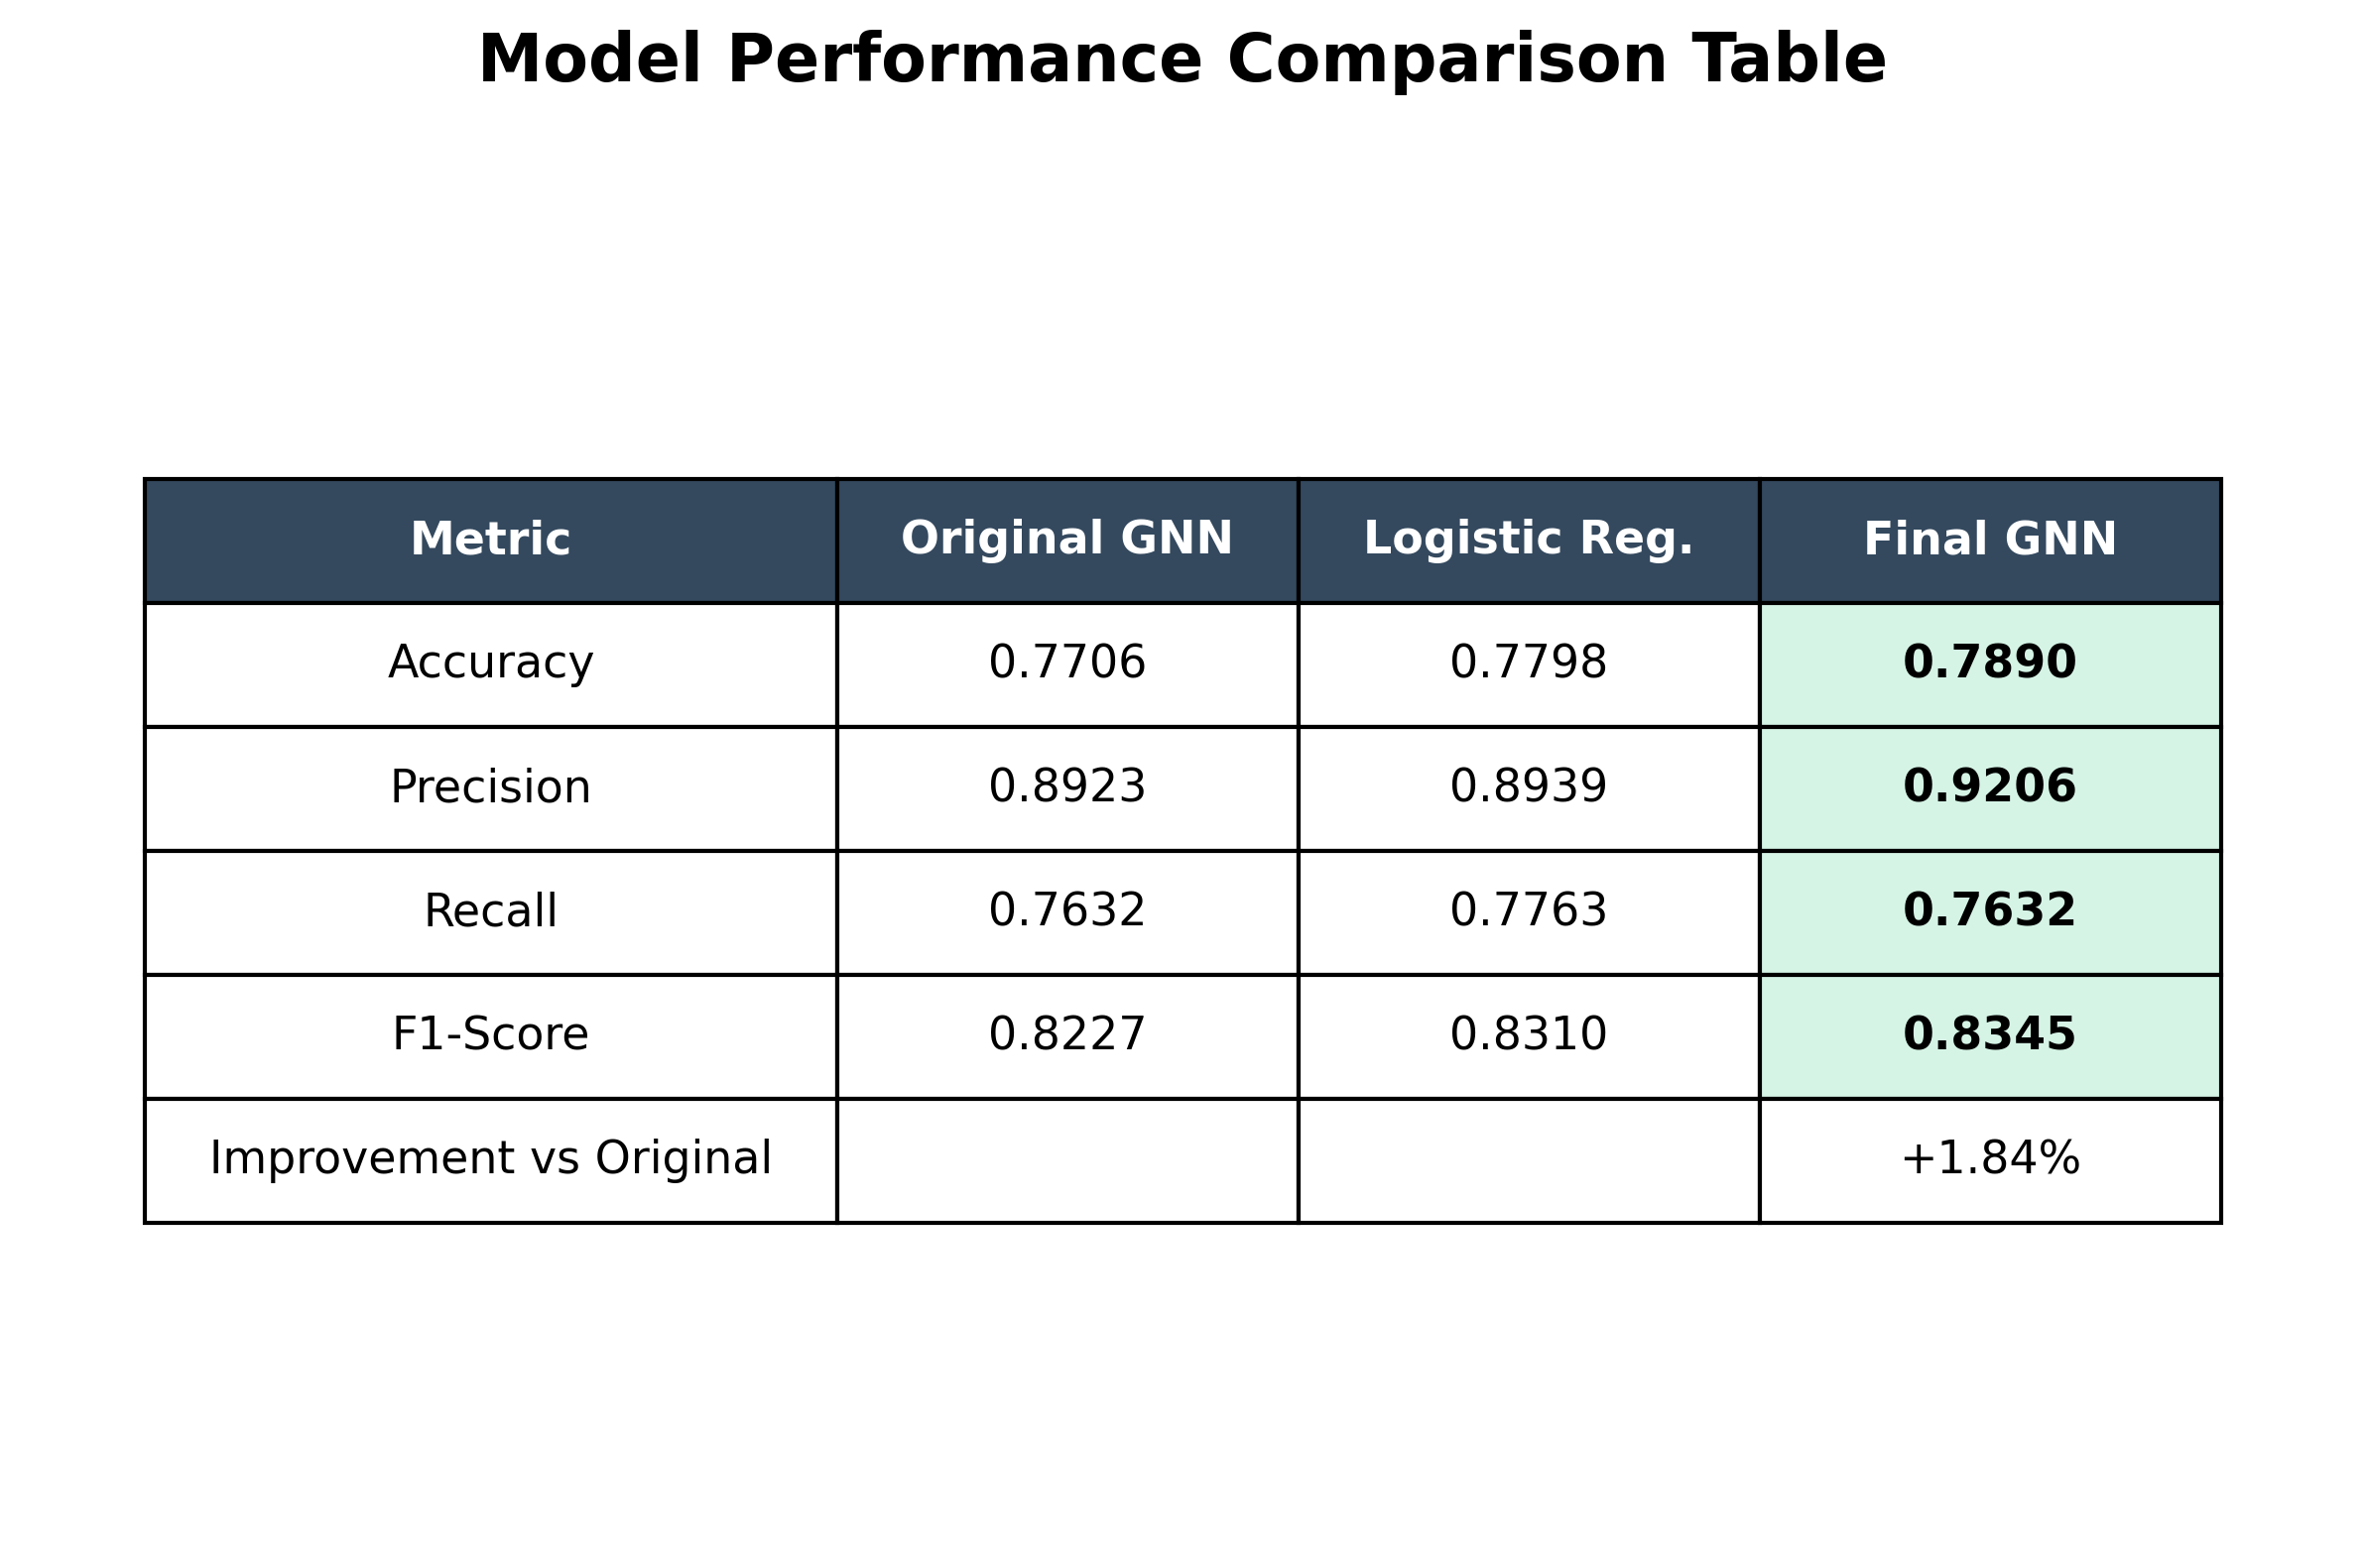 Model Performance Comparison Table
Metric Original GNN Logistic Reg. Final GNN
Accuracy 0.7706 0.7798 0.7890
Precision 0.8923 0.8939 0.9206
Recall 0.7632 0.7763 0.7632
F1-Score 0.8227 0.8310 0.8345
Improvement vs Original +1.84%